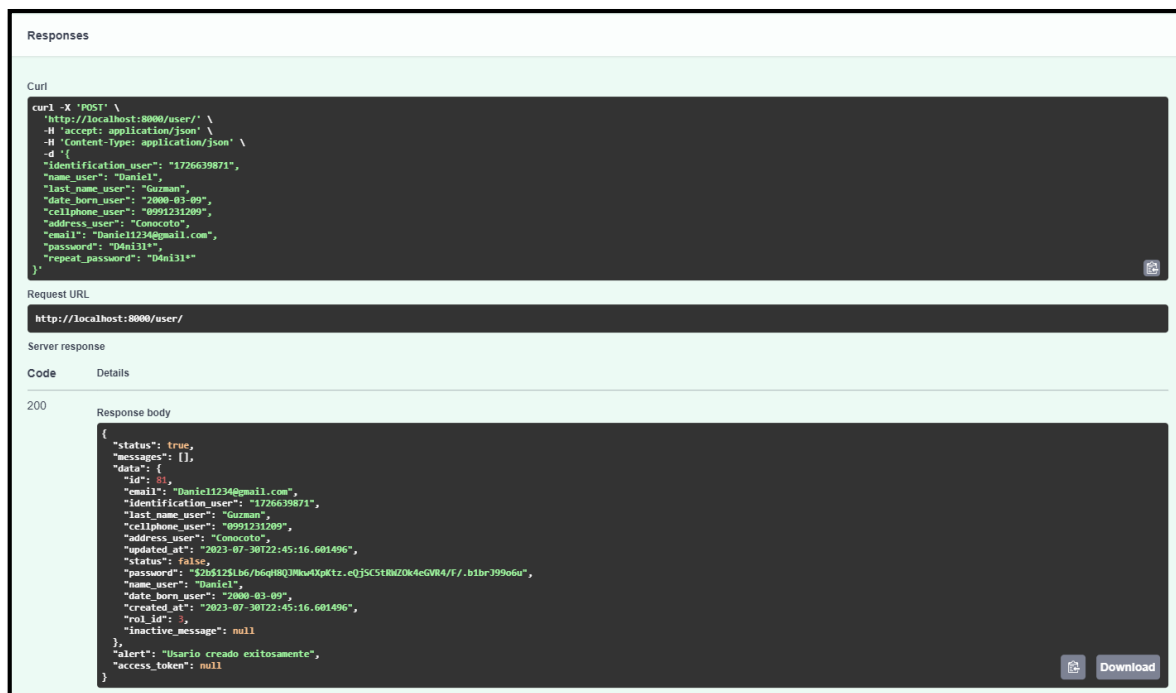 Responses
Curl
curl -X 'POST' \
'http://localhost:8000/user/' \
-H 'accept: application/json' \
-H 'Content-Type: application/json' \
-d '{
"identification_user": "1726639871",
"name_user": "Daniel",
"last_name_user": "Guzman",
"date_born_user": "2000-03-09",
"cellphone_user": "0991231209",
"address_user": "Conocoto",
"email": "Daniel1234@gmail.com",
"password": "D4ni3l*",
"repeat_password": "D4ni3l*"
}'
Request URL
http://localhost:8000/user/
Server response
Code Details
200
Response body
{
"status": true,
"messages": [],
"data": {
"id": 81,
"email": "Daniel1234@gmail.com",
"identification_user": "1726639871",
"last_name_user": "Guzman",
"cellphone_user": "0991231209",
"address_user": "Conocoto",
"updated_at": "2023-07-30T22:45:16.601496",
"status": false,
"password": "$2b$12$Lb6/b6qH8QJMkw4XpKtz.eQjSC5tRWZOk4eGVR4/F/.b1brJ99o6u",
"name_user": "Daniel",
"date_born_user": "2000-03-09",
"created_at": "2023-07-30T22:45:16.601496",
"rol_id": 3,
"inactive_message": null
},
"alert": "Usario creado exitosamente",
"access_token": null
}
Download